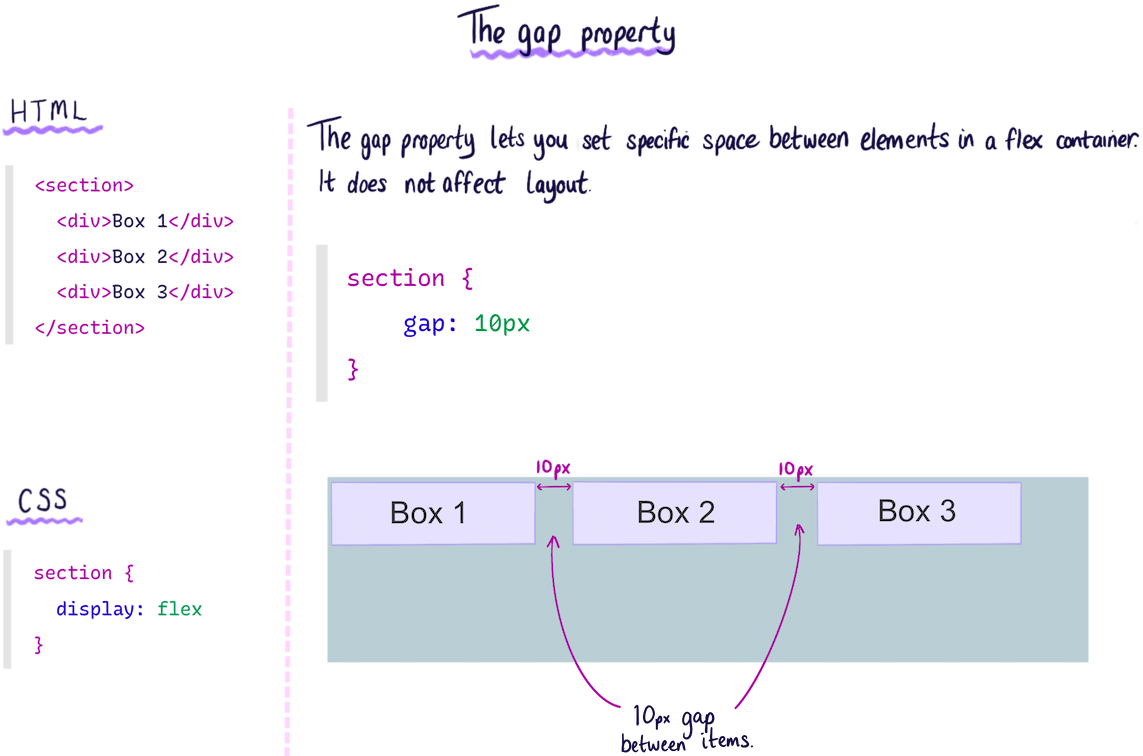 The gap property
HTML
<section>
<div>Box 1</div>
<div>Box 2</div>
<div>Box 3</div>
</section>
CSS
section {
display: flex
}
The gap property lets you set specific space between elements in a flex container.
It does not affect layout.
section {
gap: 10px
}
10px
10px
Box 1
Box 2
Box 3
10px gap
between items.